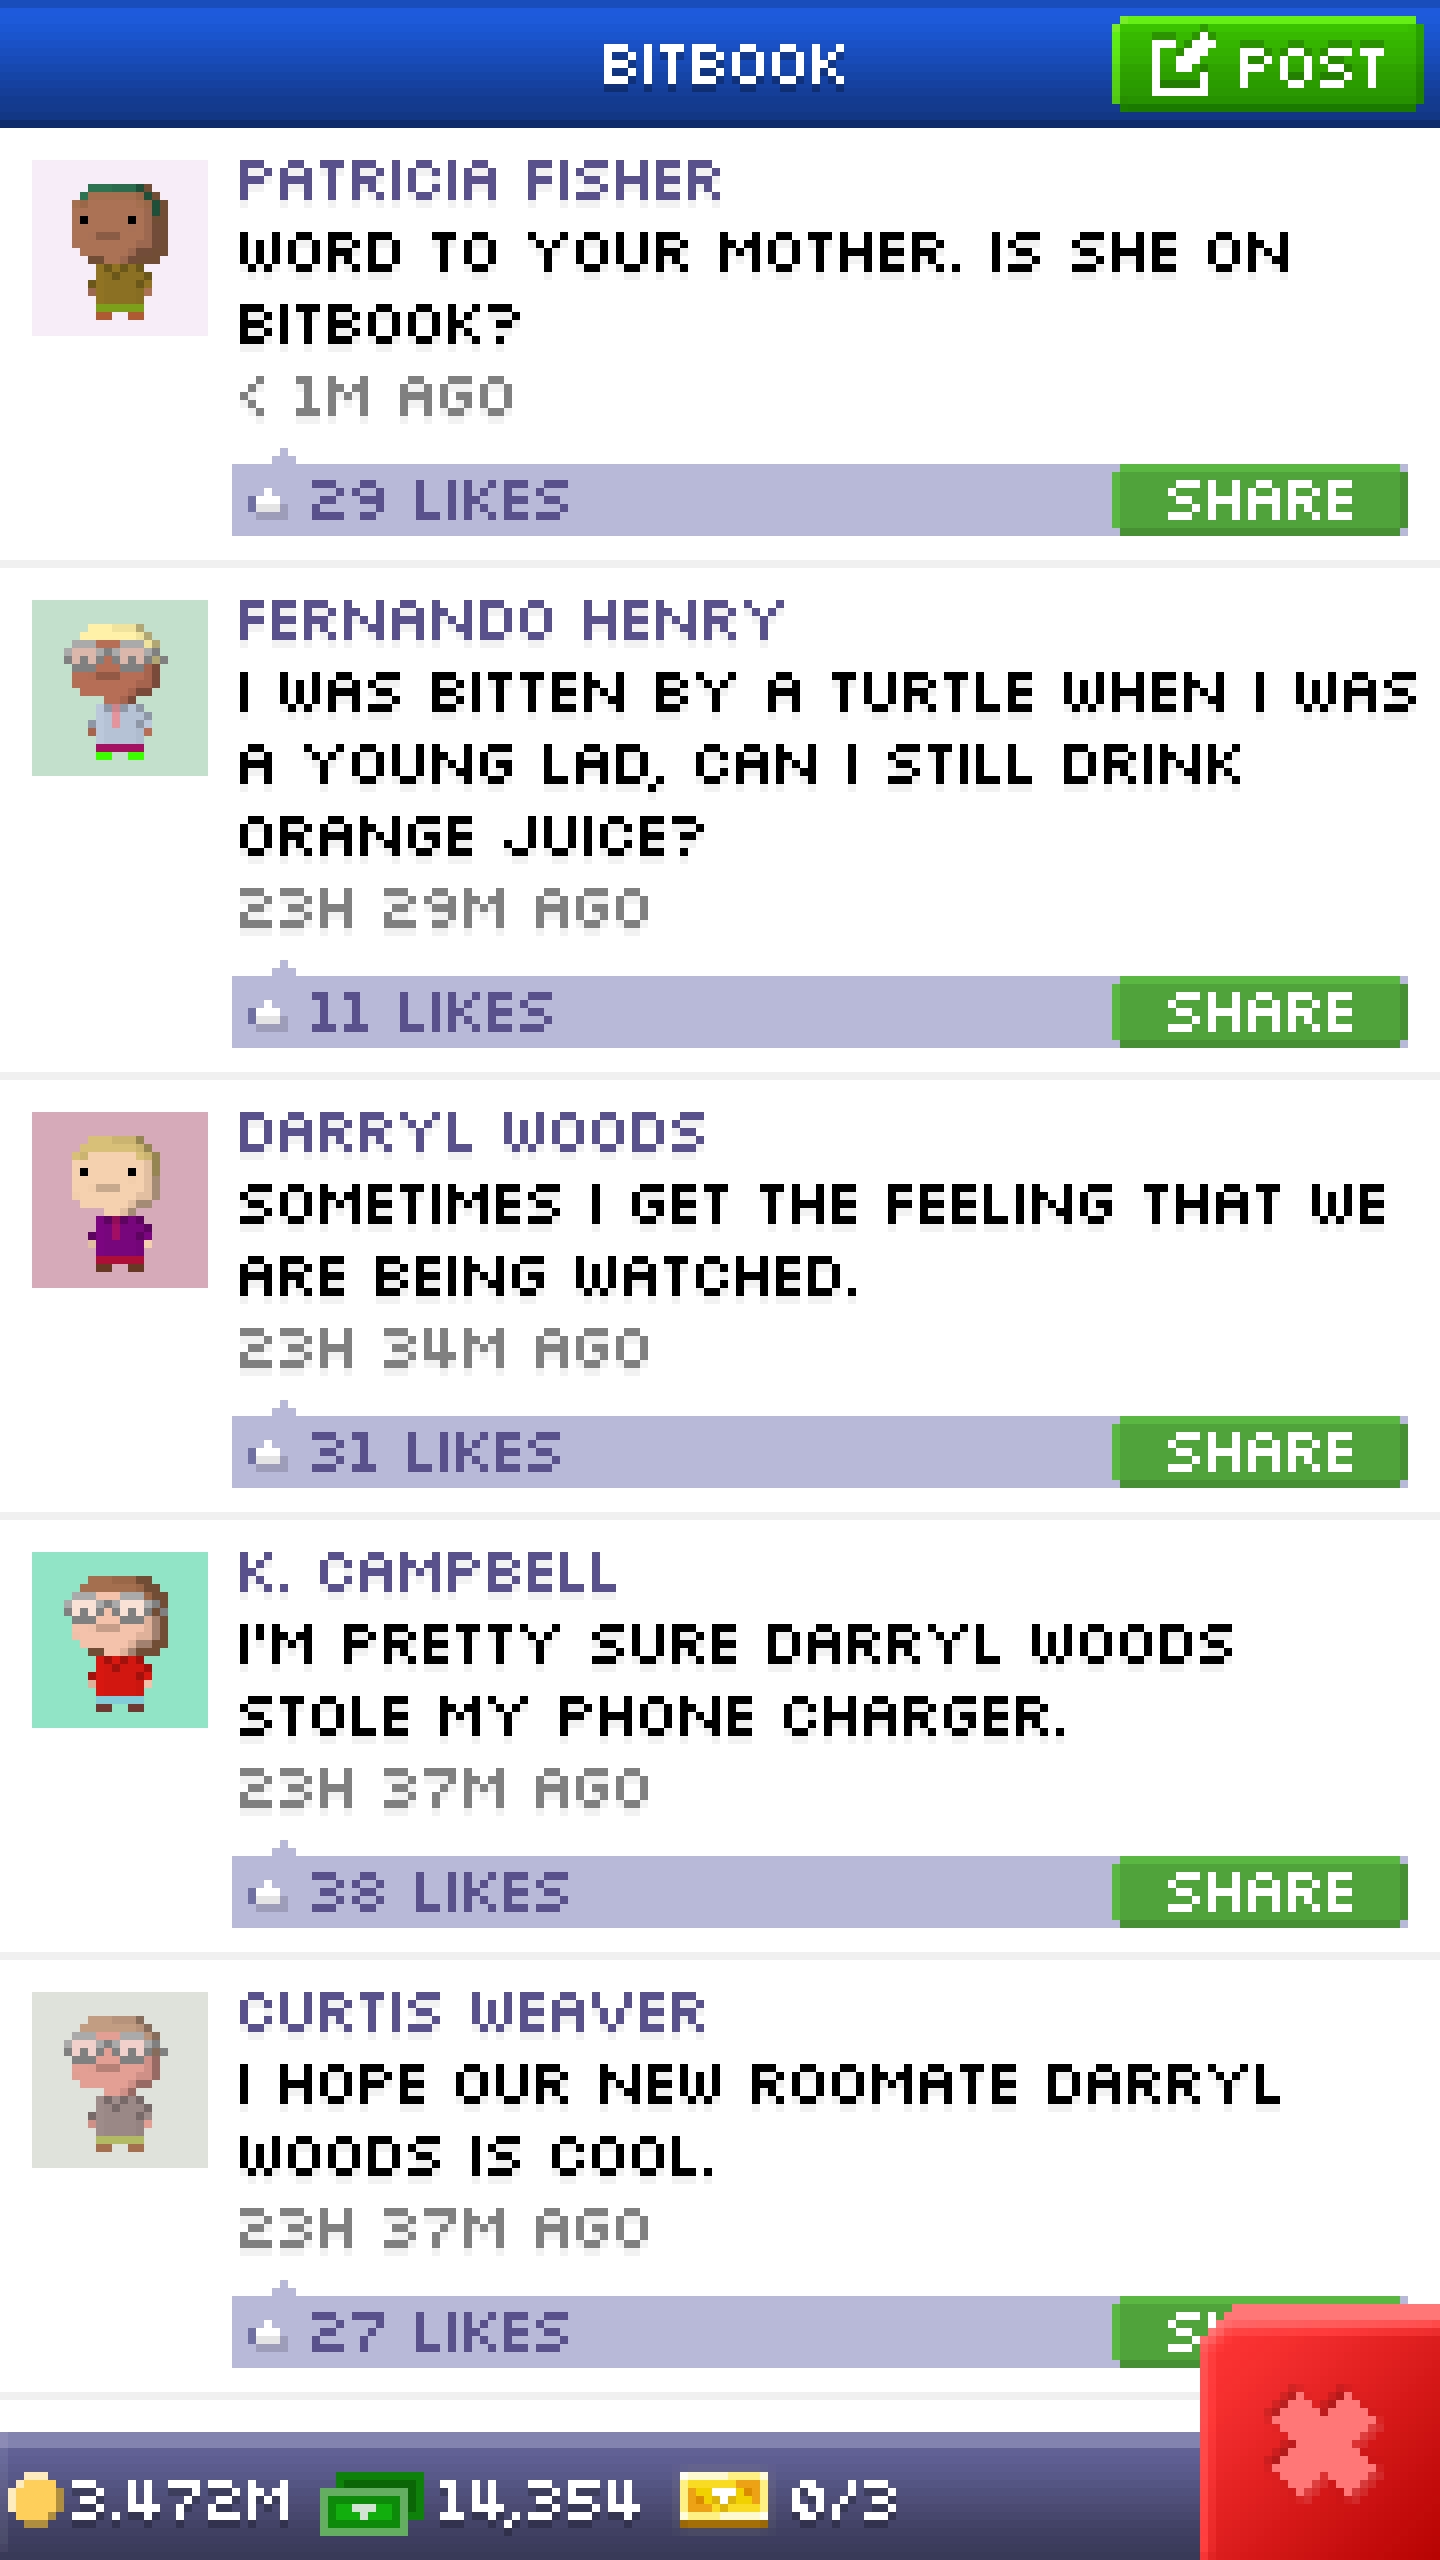 BITBOOK
POST
PATRICIA FISHER
WORD TO YOUR MOTHER. IS SHE ON
BITBOOK?
< 1M AGO
29 LIKES
SHARE
FERNANDO HENRY
I WAS BITTEN BY A TURTLE WHEN I WAS
A YOUNG LAD, CAN I STILL DRINK
ORANGE JUICE?
23H 29M AGO
11 LIKES
SHARE
DARRYL WOODS
SOMETIMES I GET THE FEELING THAT WE
ARE BEING WATCHED.
23H 34M AGO
31 LIKES
SHARE
K. CAMPBELL
I'M PRETTY SURE DARRYL WOODS
STOLE MY PHONE CHARGER.
23H 37M AGO
38 LIKES
SHARE
CURTIS WEAVER
I HOPE OUR NEW ROOMATE DARRYL
WOODS IS COOL.
23H 37M AGO
27 LIKES
3.472M
14,354
0/3